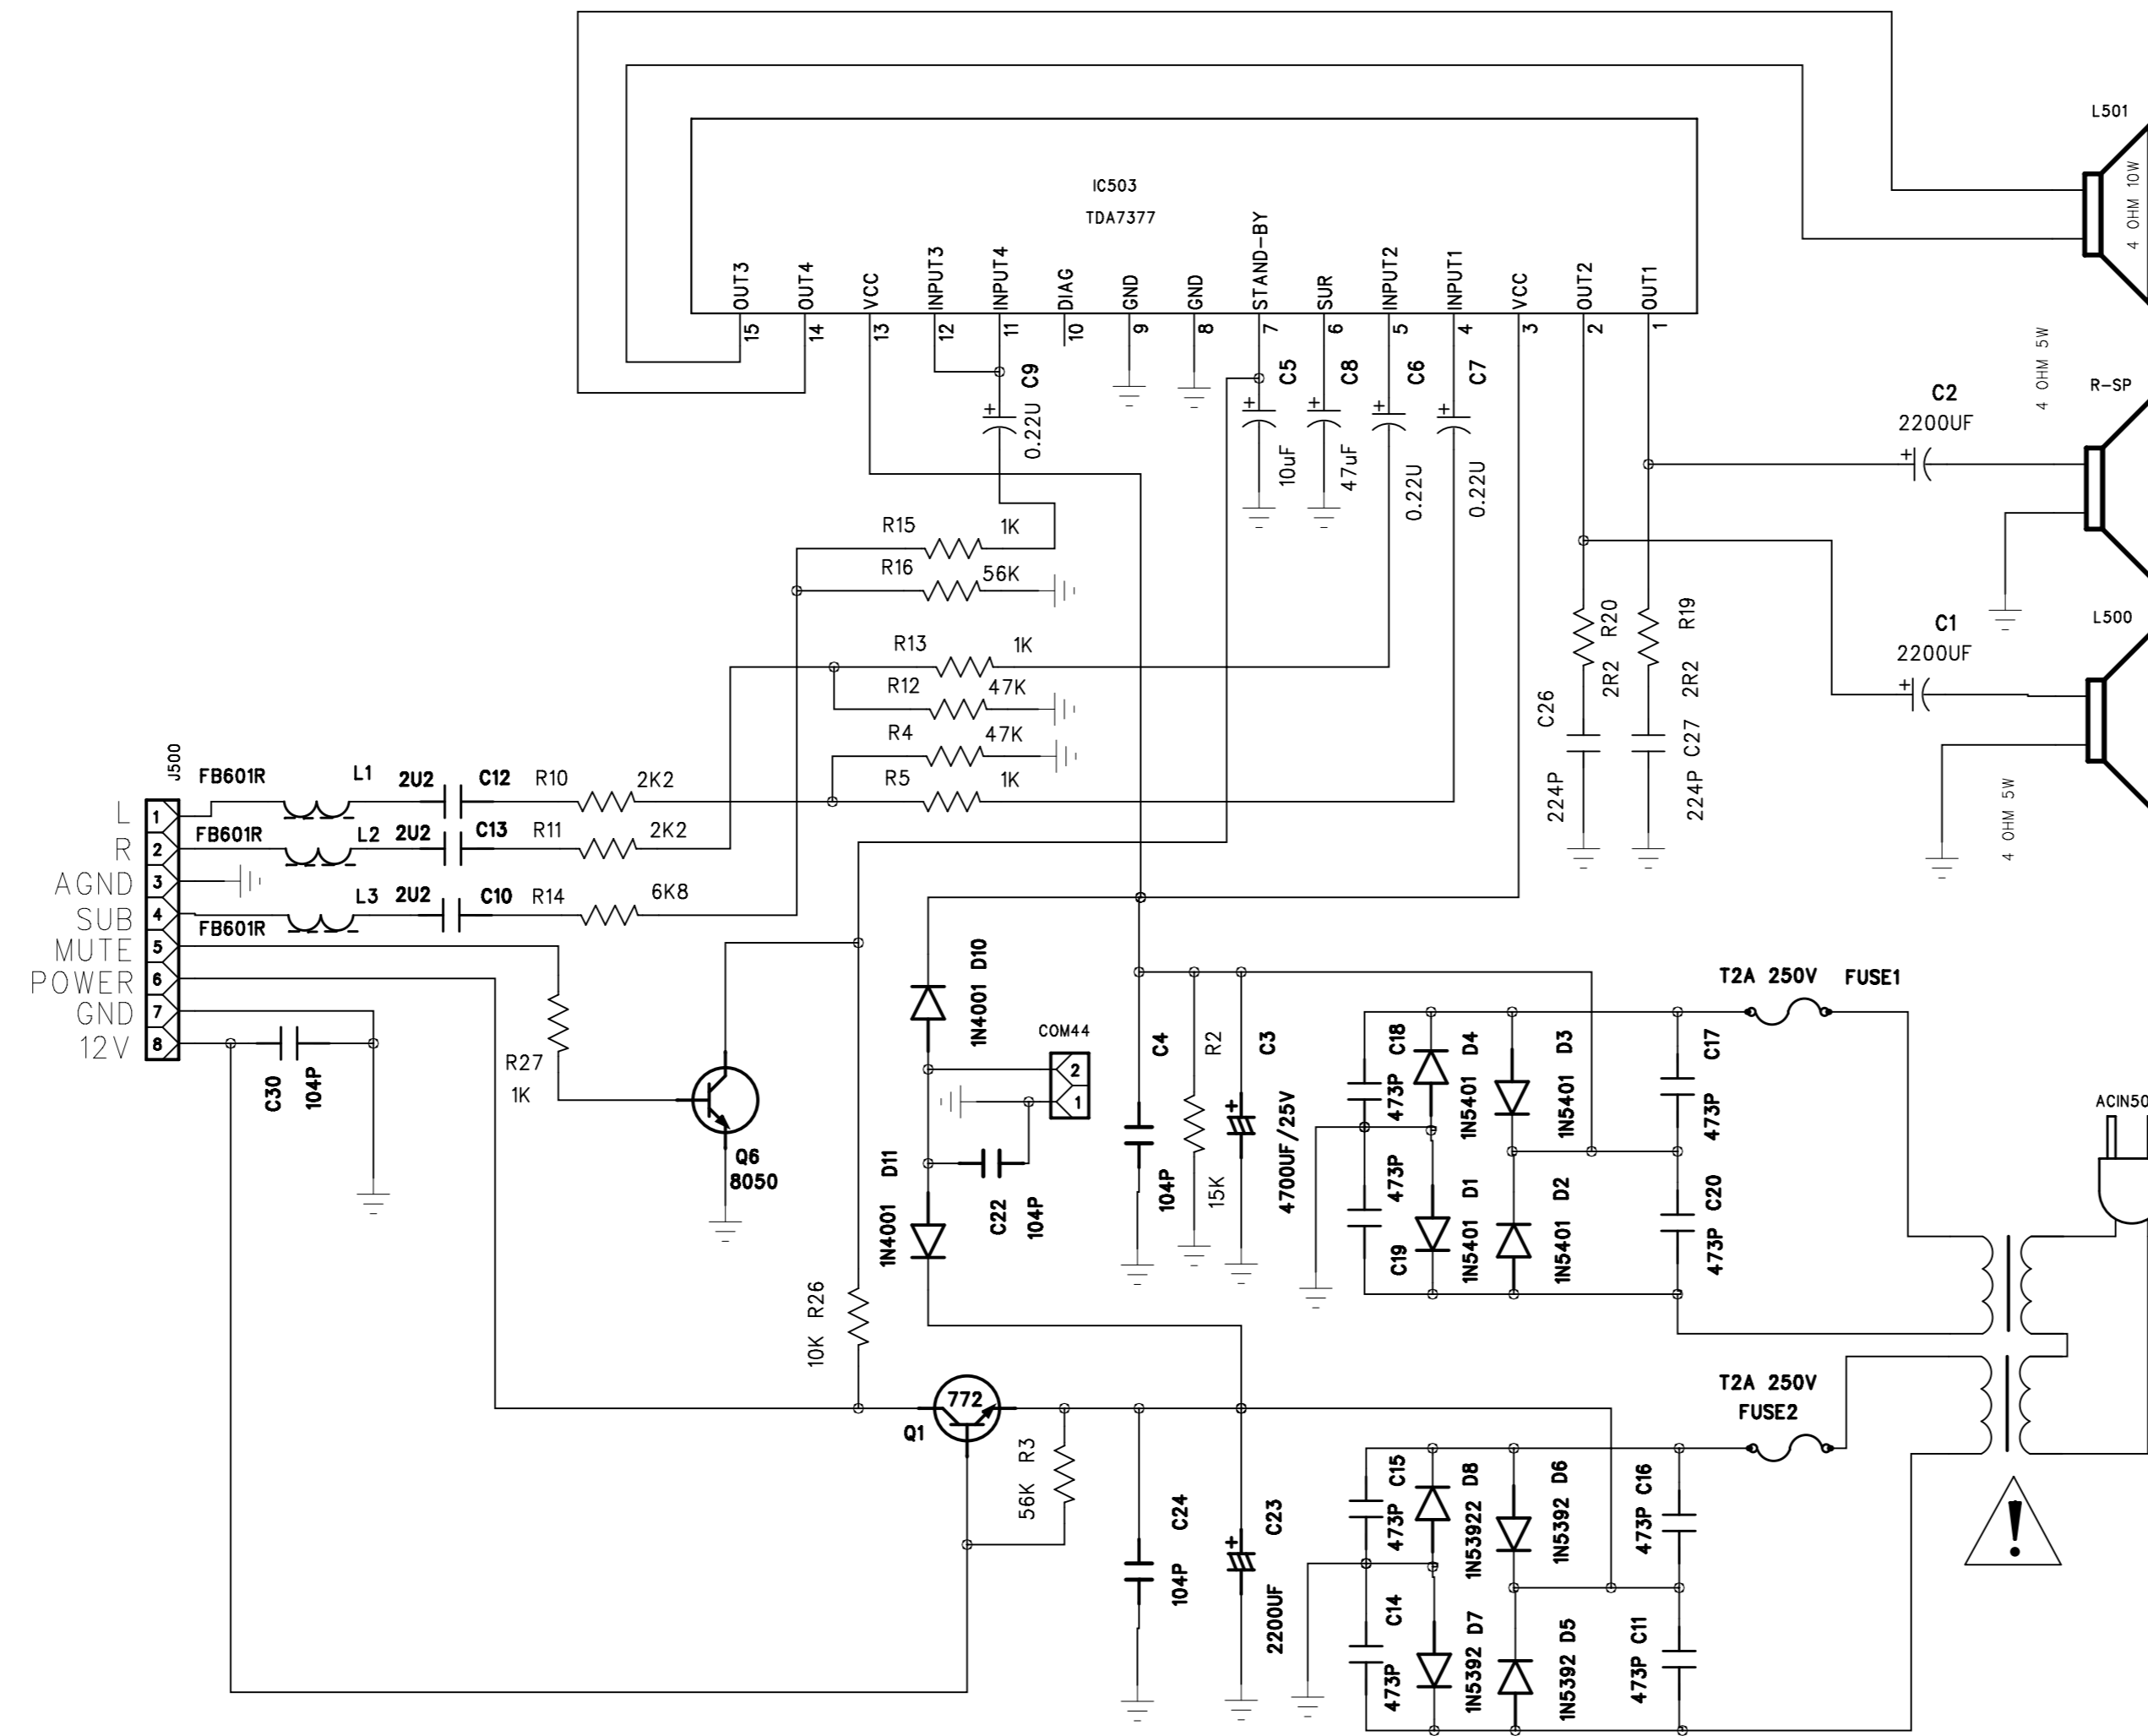 L501
4 OHM 10W
IC503
TDA7377
OUT3
OUT4
VCC
INPUT3
INPUT4
DIAG
GND
GND
STAND-BY
SUR
INPUT2
INPUT1
VCC
OUT2
OUT1
15
14
13
12
11
10
9
8
7
6
5
4
3
2
1
C9
0.22U
C5
10uF
C8
47uF
C6
0.22U
C7
0.22U
4 OHM 5W
R-SP
C2
2200UF
R15 1K
R16 56K
R13 1K
R12 47K
R4 47K
R5 1K
R20
2R2
R19
2R2
C26
224P
C27
224P
C1
2200UF
L500
4 OHM 5W
J500
FB601R L1 2U2 C12 R10 2K2
FB601R L2 2U2 C13 R11 2K2
L3 2U2 C10 R14 6K8
FB601R
L 1
R 2
AGND 3
SUB 4
MUTE 5
POWER 6
GND 7
12V 8
C30
104P
R27
1K
Q6
8050
1N4001 D10
COM44
2
1
1N4001 D11
C22
104P
C4
104P
R2
15K
C3
4700UF/25V
T2A 250V FUSE1
C18
473P
1N5401 D4
1N5401 D3
C17
473P
C19
473P
1N5401 D1
1N5401 D2
473P C20
ACIN50
10K R26
772
Q1
56K R3
C24
104P
C23
2200UF
T2A 250V
FUSE2
C15
473P
1N53922 D8
1N5392 D6
473P C16
C14
473P
1N5392 D7
1N5392 D5
473P C11
!